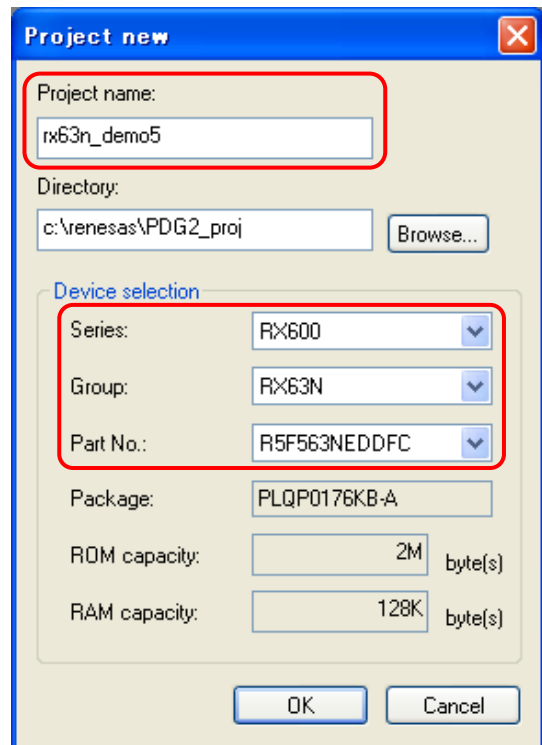 Project new
Project name:
rx63n_demo5
Directory:
c:\renesas\PDG2_proj
Browse...
Device selection
Series: RX600
Group: RX63N
Part No.: R5F563NEDDFC
Package: PLQP0176KB-A
ROM capacity: 2M byte(s)
RAM capacity: 128K byte(s)
OK Cancel